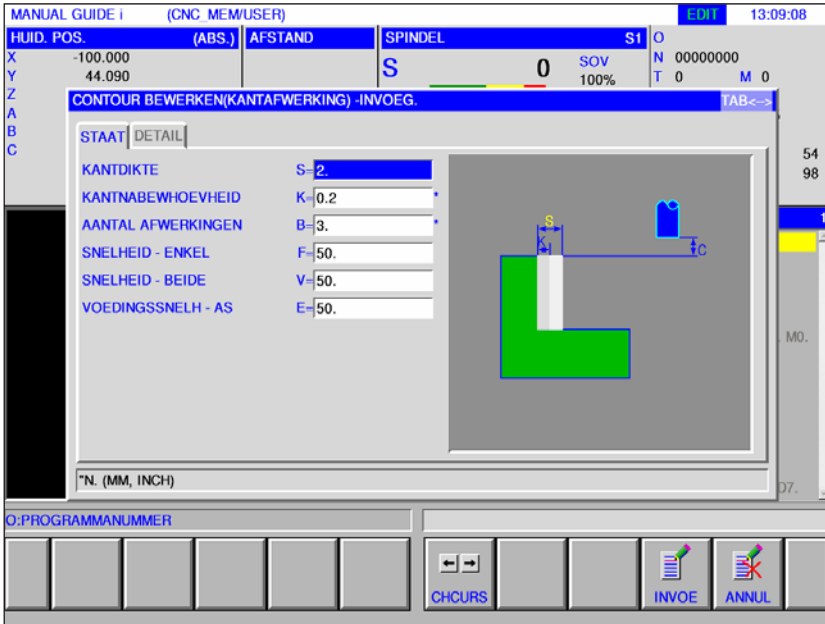 MANUAL GUIDE i (CNC_MEM/USER) EDIT 13:09:08
HUID. POS. (ABS.) AFSTAND SPINDEL S1 O
X -100.000 S 0 SOV 100% N 00000000
Y 44.090 T 0 M 0
Z
A
B
C
54
98
CONTOUR BEWERKEN(KANTAFWERKING) -INVOEG. TAB<-->
STAAT DETAIL
KANTDIKTE S=2.
KANTNABEWHOEVHEID K=0.2 *
AANTAL AFWERKINGEN B=3. *
SNELHEID - ENKEL F=50.
SNELHEID - BEIDE V=50.
VOEDINGSSNELH - AS E=50.
S
K
C
1
M0.
D7.
"N. (MM, INCH)
O:PROGRAMMANUMMER
CHCURS INVOE ANNUL